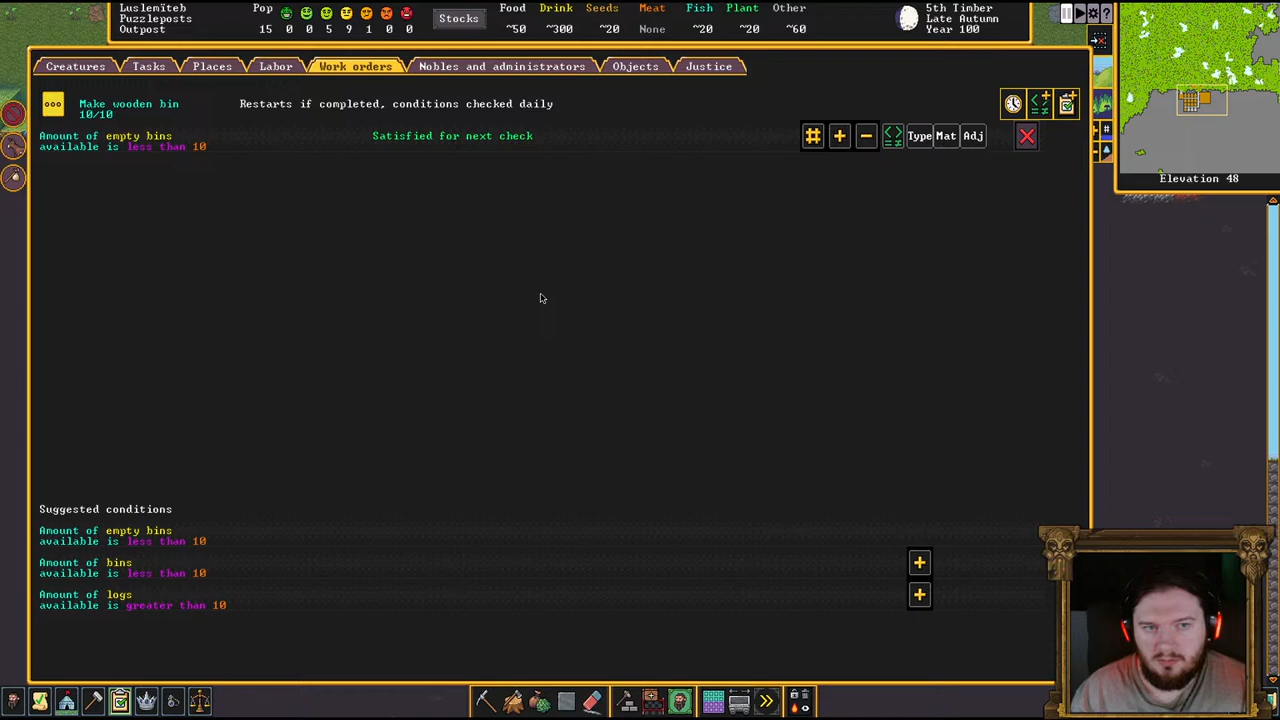 Luslemïteb
Puzzleposts
Outpost
Pop
15 0 0 5 9 1 0 0
Stocks
Food Drink Seeds Meat Fish Plant Other
~50 ~300 ~20 None ~20 ~20 ~60
5th Timber
Late Autumn
Year 100
Elevation 48
Creatures Tasks Places Labor Work orders Nobles and administrators Objects Justice
Make wooden bin
10/10
Restarts if completed, conditions checked daily
Amount of empty bins
available is less than 10
Satisfied for next check
Type Mat Adj
Suggested conditions
Amount of empty bins
available is less than 10
Amount of bins
available is less than 10
Amount of logs
available is greater than 10